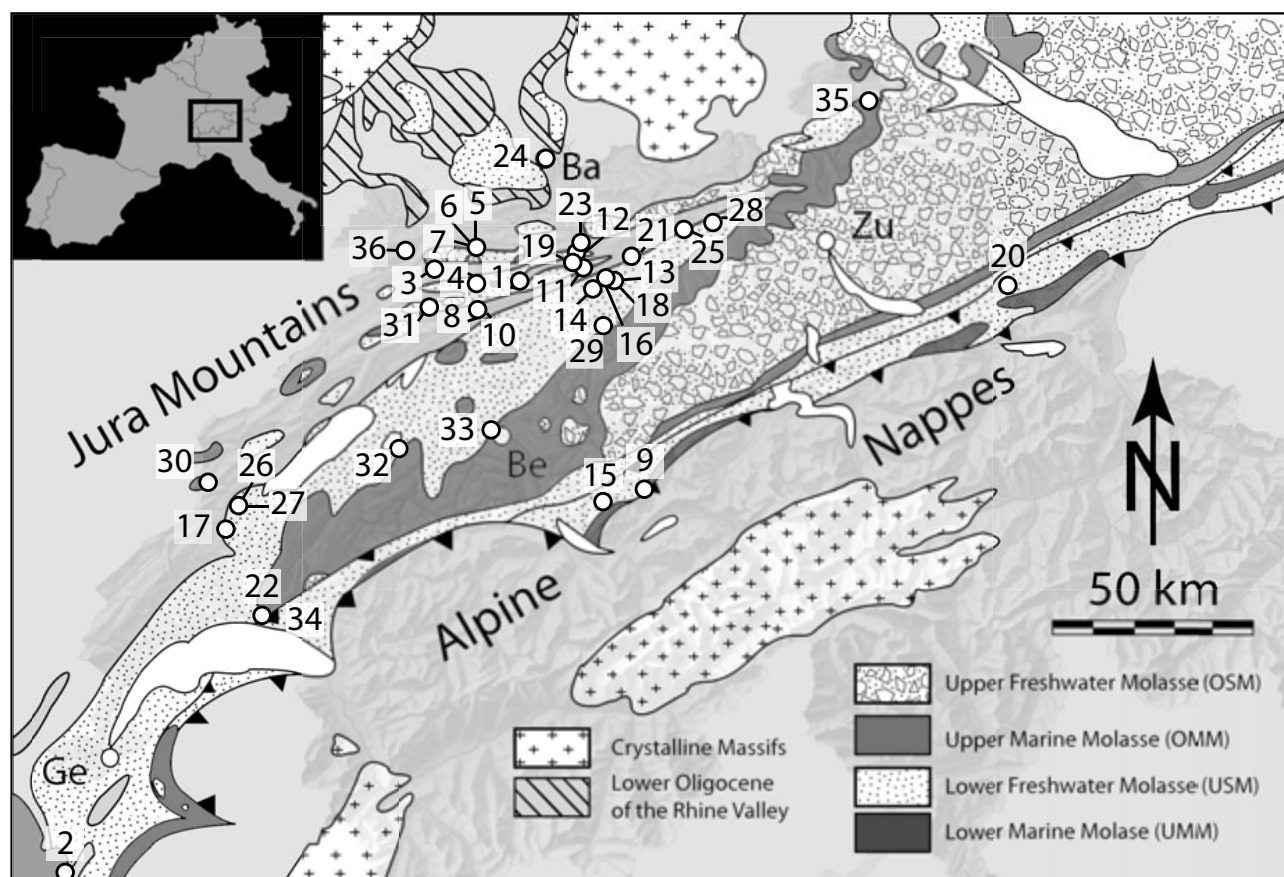 35
24
Ba
6
5
23
12
28
36
7
19
21
25
Zu
3
4
1
11
13
20
31
8
10
14
18
29
16
Jura Mountains
33
30
26
32
Be
Nappes
N
27
15
9
17
50 km
22
34
Alpine
Upper Freshwater Molasse (OSM)
Crystalline Massifs
Upper Marine Molasse (OMM)
Ge
Lower Oligocene
of the Rhine Valley
Lower Freshwater Molasse (USM)
Lower Marine Molase (UMM)
2